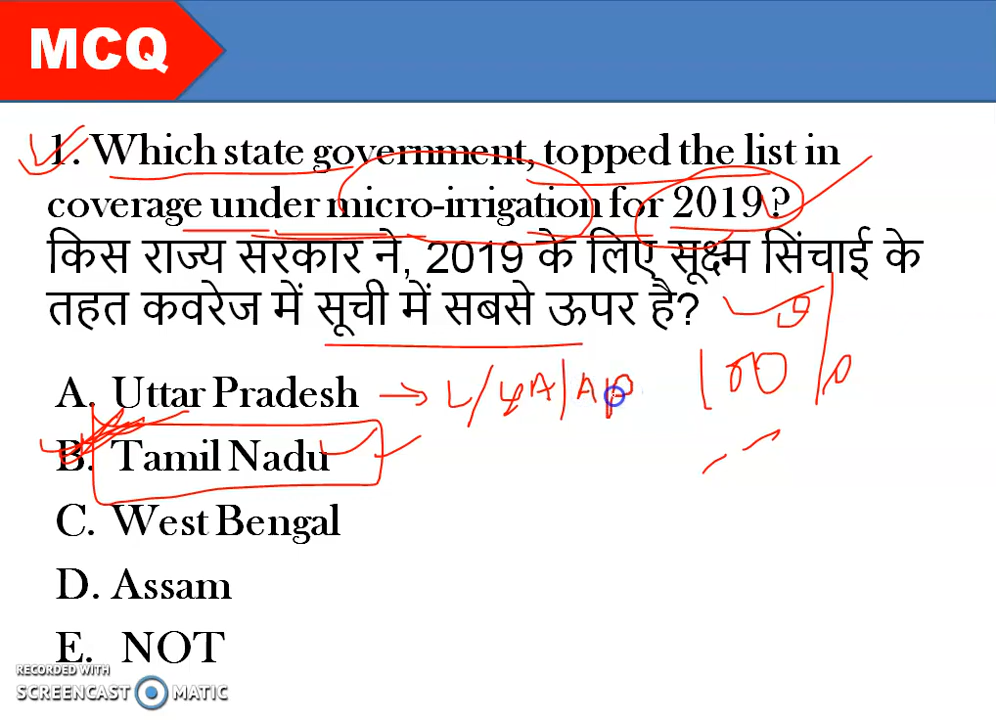 MCQ
1. Which state government, topped the list in
coverage under micro-irrigation for 2019?
किस राज्य सरकार ने, 2019 के लिए सूक्ष्म सिंचाई के
तहत कवरेज में सूची में सबसे ऊपर है?
100%
A. Uttar Pradesh
B. Tamil Nadu
C. West Bengal
D. Assam
E. NOT
RECORDED WITH
SCREENCAST MATIC